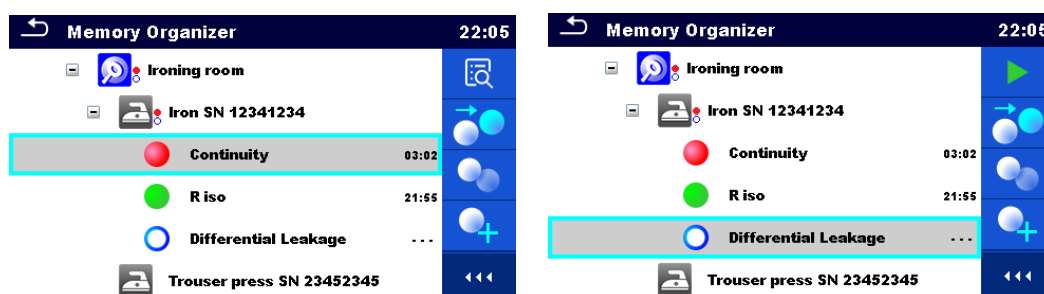 Memory Organizer 22:05
Ironing room
Iron SN 12341234
Continuity 03:02
R iso 21:55
Differential Leakage - - -
Trouser press SN 23452345
Memory Organizer 22:05
Ironing room
Iron SN 12341234
Continuity 03:02
R iso 21:55
Differential Leakage - - -
Trouser press SN 23452345